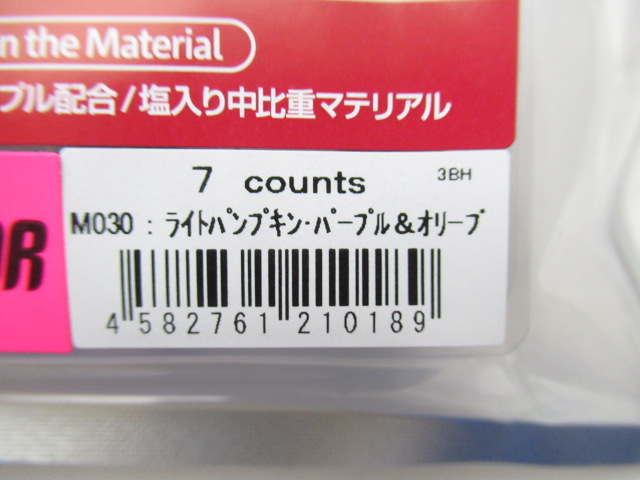 n the Material
ブル配合/塩入り中比重マテリアル
7 counts 3BH
M030 : ﾗｲﾄﾊﾟﾝﾌﾟｷﾝ･ﾊﾟｰﾌﾟﾙ＆ｵﾘｰﾌﾞ
OR
4 582761 210189